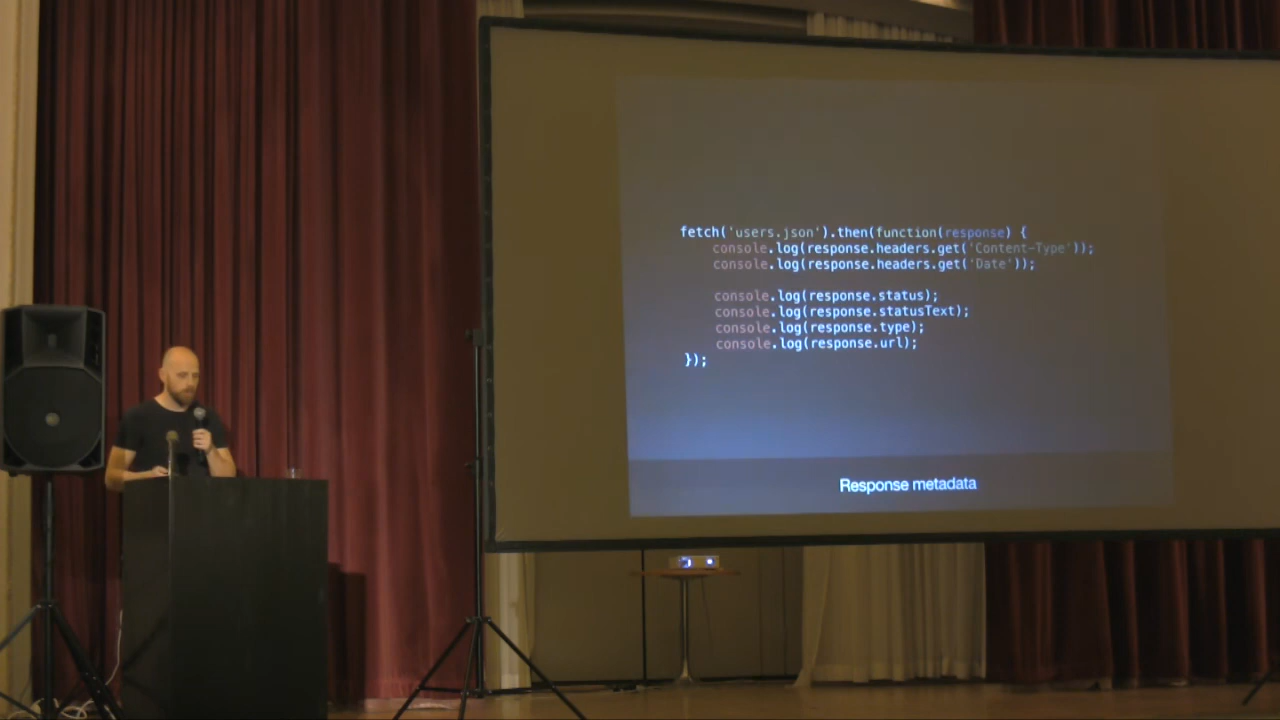 fetch('users.json').then(function(response) {
console.log(response.headers.get('Content-Type'));
console.log(response.headers.get('Date'));
console.log(response.status);
console.log(response.statusText);
console.log(response.type);
console.log(response.url);
});
Response metadata